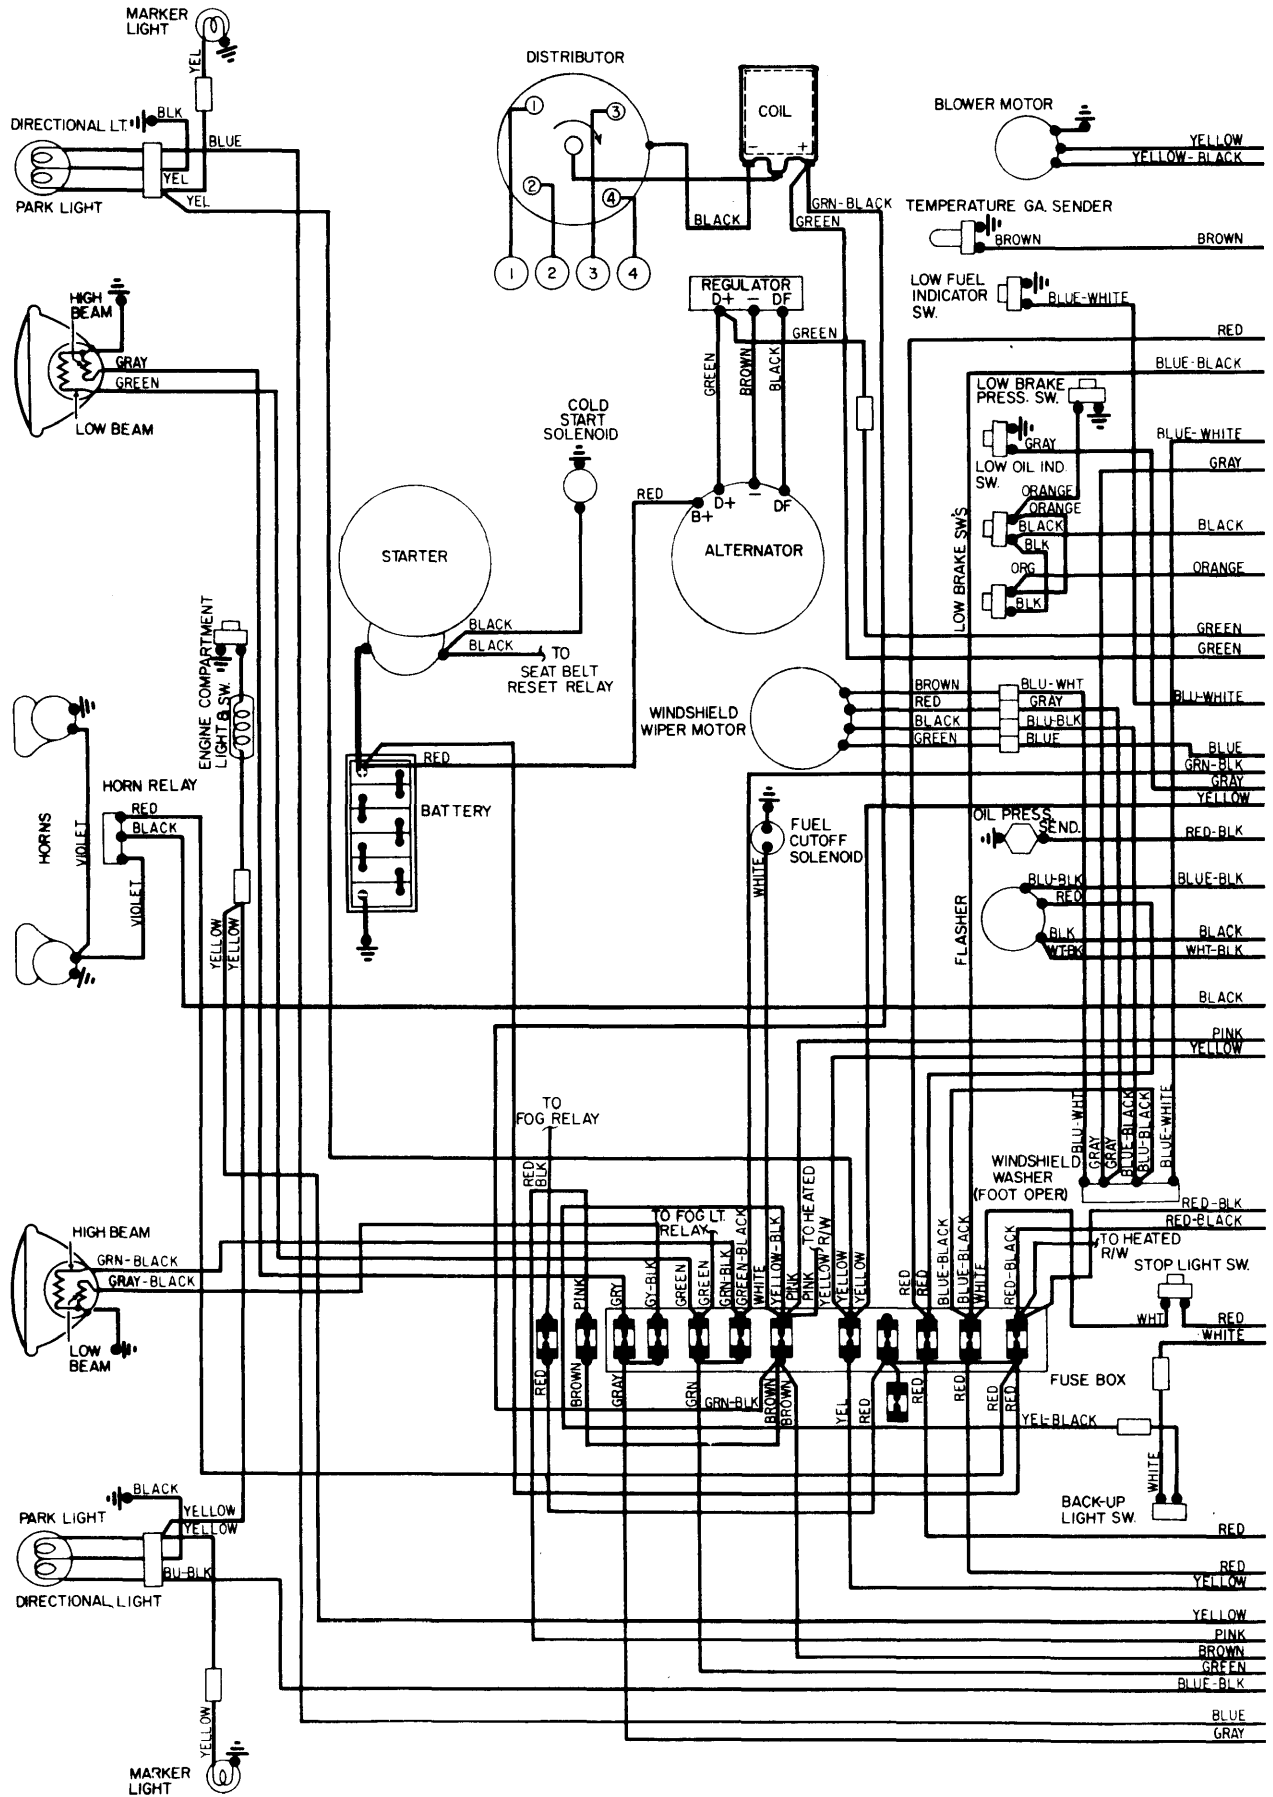 MARKER
LIGHT
YEL
DIRECTIONAL LT.
BLK
BLUE
YEL
YEL
PARK LIGHT
HIGH
BEAM
GRAY
GREEN
LOW BEAM
DISTRIBUTOR
1
3
2
4
1
2
3
4
COIL
-
+
BLACK
GREEN
GRN-BLACK
REGULATOR
D+
-
DF
GREEN
GREEN
BROWN
BLACK
D+
-
DF
B+
RED
ALTERNATOR
COLD
START
SOLENOID
STARTER
BLACK
BLACK
TO
SEAT BELT
RESET RELAY
RED
BATTERY
ENGINE COMPARTMENT
LIGHT & SW.
HORN RELAY
RED
BLACK
HORNS
VIOLET
VIOLET
YELLOW
YELLOW
BLOWER MOTOR
YELLOW
YELLOW-BLACK
TEMPERATURE GA. SENDER
BROWN
BROWN
LOW FUEL
INDICATOR
SW.
BLUE-WHITE
RED
BLUE-BLACK
LOW BRAKE
PRESS. SW.
BLUE-WHITE
GRAY
GRAY
LOW OIL IND.
SW.
ORANGE
ORANGE
BLACK
BLACK
BLK
LOW BRAKE SW'S
ORG
ORANGE
BLK
GREEN
GREEN
WINDSHIELD
WIPER MOTOR
BROWN
BLU-WHT
RED
GRAY
BLACK
BLU-BLK
GREEN
BLUE
BLU-WHITE
BLUE
GRN-BLK
GRAY
YELLOW
FUEL
CUTOFF
SOLENOID
WHITE
OIL PRESS.
SEND.
RED-BLK
FLASHER
BLU-BLK
BLUE-BLK
RED
BLK
BLACK
WT-BK
WHT-BLK
BLACK
PINK
YELLOW
TO
FOG RELAY
RED
BLK
WINDSHIELD
WASHER
(FOOT OPER)
BLU-WHT
GRAY
GRAY
BLUE-BLACK
BLU-BLACK
BLUE-WHITE
RED-BLK
RED-BLACK
TO HEATED
R/W
STOP LIGHT SW.
WHT
RED
WHITE
HIGH BEAM
GRN-BLACK
GRAY-BLACK
LOW
BEAM
TO FOG LT.
RELAY
TO HEATED
R/W
PINK
GRY
GY-BLK
GREEN
GREEN
GRN-BLK
GREEN-BLACK
WHITE
YELLOW-BLK
PINK
PINK
YELLOW
YELLOW
YELLOW
RED
RED
BLUE-BLACK
BLUE-BLACK
WHITE
RED-BLACK
FUSE BOX
RED
BROWN
GRAY
GRN
GRN-BLK
BROWN
BROWN
YEL
RED
RED
RED
RED
RED
YEL-BLACK
WHITE
BACK-UP
LIGHT SW.
BLACK
PARK LIGHT
YELLOW
YELLOW
BU-BLK
DIRECTIONAL LIGHT
YELLOW
MARKER
LIGHT
RED
RED
YELLOW
YELLOW
PINK
BROWN
GREEN
BLUE-BLK
BLUE
GRAY